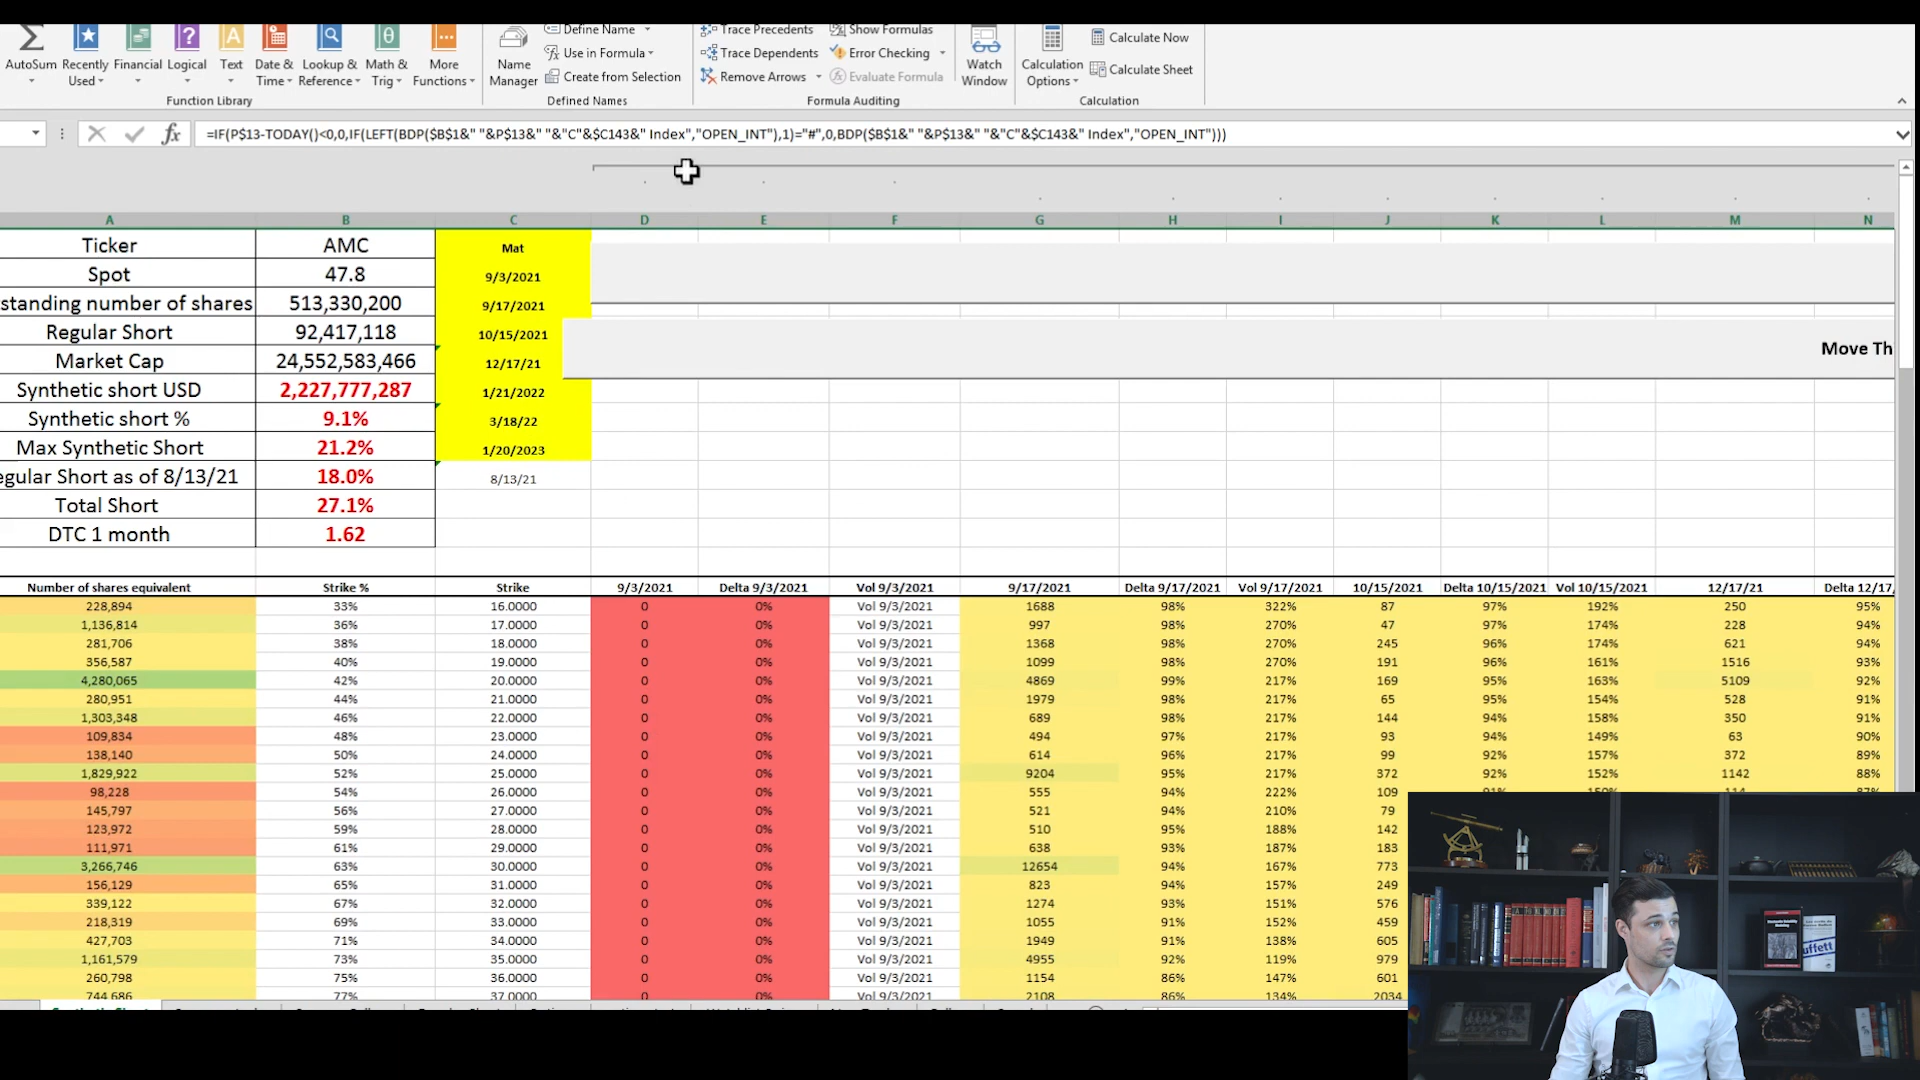 AutoSum Recently Used Financial Logical Text Date & Time Lookup & Reference Math & Trig More Functions
Function Library
Name Manager
Define Name
Use in Formula
Create from Selection
Defined Names
Trace Precedents Show Formulas
Trace Dependents Error Checking
Remove Arrows Evaluate Formula
Formula Auditing
Watch Window
Calculation Options
Calculate Now
Calculate Sheet
Calculation
fx =IF(P$13-TODAY()<0,0,IF(LEFT(BDP($B$1&" "&P$13&" "&"C"&$C143&" Index","OPEN_INT"),1)="#",0,BDP($B$1&" "&P$13&" "&"C"&$C143&" Index","OPEN_INT")))
A B C D E F G H I J K L M N
Ticker AMC Mat
Spot 47.8 9/3/2021
standing number of shares 513,330,200 9/17/2021
Regular Short 92,417,118 10/15/2021
Move Th
Market Cap 24,552,583,466 12/17/21
Synthetic short USD 2,227,777,287 1/21/2022
Synthetic short % 9.1% 3/18/22
Max Synthetic Short 21.2% 1/20/2023
egular Short as of 8/13/21 18.0% 8/13/21
Total Short 27.1%
DTC 1 month 1.62
Number of shares equivalent Strike % Strike 9/3/2021 Delta 9/3/2021 Vol 9/3/2021 9/17/2021 Delta 9/17/2021 Vol 9/17/2021 10/15/2021 Delta 10/15/2021 Vol 10/15/2021 12/17/21 Delta 12/17/
228,894 33% 16.0000 0 0% Vol 9/3/2021 1688 98% 322% 87 97% 192% 250 95%
1,136,814 36% 17.0000 0 0% Vol 9/3/2021 997 98% 270% 47 97% 174% 228 94%
281,706 38% 18.0000 0 0% Vol 9/3/2021 1368 98% 270% 245 96% 174% 621 94%
356,587 40% 19.0000 0 0% Vol 9/3/2021 1099 98% 270% 191 96% 161% 1516 93%
4,280,065 42% 20.0000 0 0% Vol 9/3/2021 4869 99% 217% 169 95% 163% 5109 92%
280,951 44% 21.0000 0 0% Vol 9/3/2021 1979 98% 217% 65 95% 154% 528 91%
1,303,348 46% 22.0000 0 0% Vol 9/3/2021 689 98% 217% 144 94% 158% 350 91%
109,834 48% 23.0000 0 0% Vol 9/3/2021 494 97% 217% 93 94% 149% 63 90%
138,140 50% 24.0000 0 0% Vol 9/3/2021 614 96% 217% 99 92% 157% 372 89%
1,829,922 52% 25.0000 0 0% Vol 9/3/2021 9204 95% 217% 372 92% 152% 1142 88%
98,228 54% 26.0000 0 0% Vol 9/3/2021 555 94% 222% 109
145,797 56% 27.0000 0 0% Vol 9/3/2021 521 94% 210% 79
123,972 59% 28.0000 0 0% Vol 9/3/2021 510 95% 188% 142
111,971 61% 29.0000 0 0% Vol 9/3/2021 638 93% 187% 183
3,266,746 63% 30.0000 0 0% Vol 9/3/2021 12654 94% 167% 773
156,129 65% 31.0000 0 0% Vol 9/3/2021 823 94% 157% 249
339,122 67% 32.0000 0 0% Vol 9/3/2021 1274 93% 151% 576
218,319 69% 33.0000 0 0% Vol 9/3/2021 1055 91% 152% 459
427,703 71% 34.0000 0 0% Vol 9/3/2021 1949 91% 138% 605
1,161,579 73% 35.0000 0 0% Vol 9/3/2021 4955 92% 119% 979
260,798 75% 36.0000 0 0% Vol 9/3/2021 1154 86% 147% 601
744,686 77% 37.0000 0 0% Vol 9/3/2021 2108 86% 134% 2034
uffett